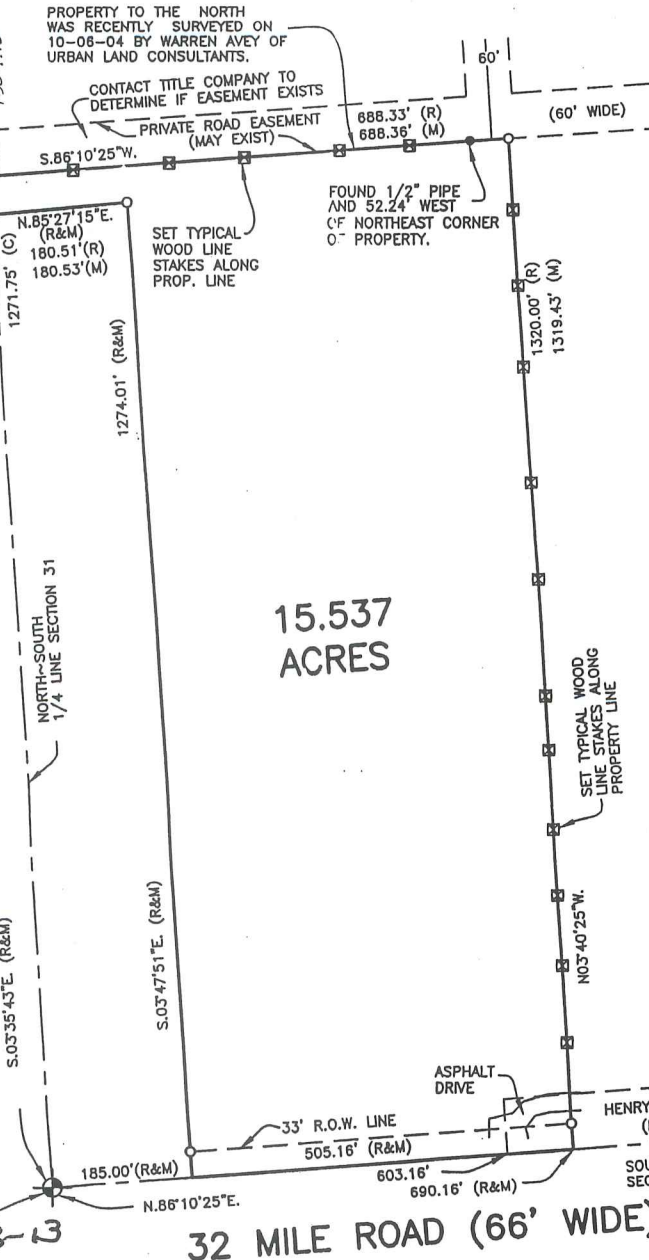 PROPERTY TO THE NORTH
WAS RECENTLY SURVEYED ON
10-06-04 BY WARREN AVEY OF
URBAN LAND CONSULTANTS.
60'
CONTACT TITLE COMPANY TO
DETERMINE IF EASEMENT EXISTS
PRIVATE ROAD EASEMENT
(MAY EXIST)
688.33' (R)
688.36' (M)
(60' WIDE)
S.86°10'25"W.
N.85°27'15"E.
(R&M)
180.51'(R)
180.53'(M)
SET TYPICAL
WOOD LINE
STAKES ALONG
PROP. LINE
FOUND 1/2" PIPE
AND 52.24' WEST
OF NORTHEAST CORNER
OF PROPERTY.
1271.75' (C)
1274.01' (R&M)
1320.00' (R)
1319.43' (M)
NORTH~SOUTH
1/4 LINE SECTION 31
15.537
ACRES
SET TYPICAL WOOD
LINE STAKES ALONG
PROPERTY LINE
S.03°35'43"E. (R&M)
S.03°47'51"E. (R&M)
N03°40'25"W.
ASPHALT
DRIVE
HENRY
33' R.O.W. LINE
505.16' (R&M)
185.00'(R&M)
603.16'
690.16' (R&M)
SOU
SEC
N.86°10'25"E.
-13
32 MILE ROAD (66' WIDE)